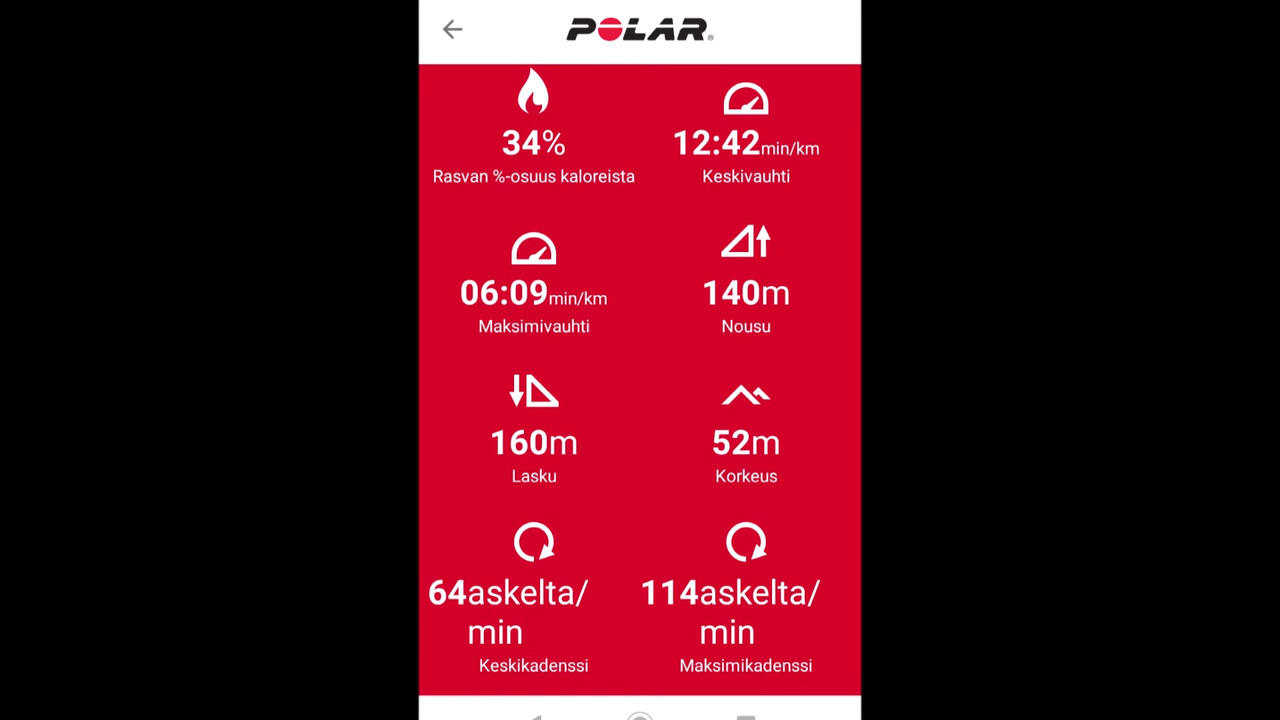 POLAR®
34%
Rasvan %-osuus kaloreista
12:42min/km
Keskivauhti
06:09min/km
Maksimivauhti
140m
Nousu
160m
Lasku
52m
Korkeus
64askelta/
min
Keskikadenssi
114askelta/
min
Maksimikadenssi